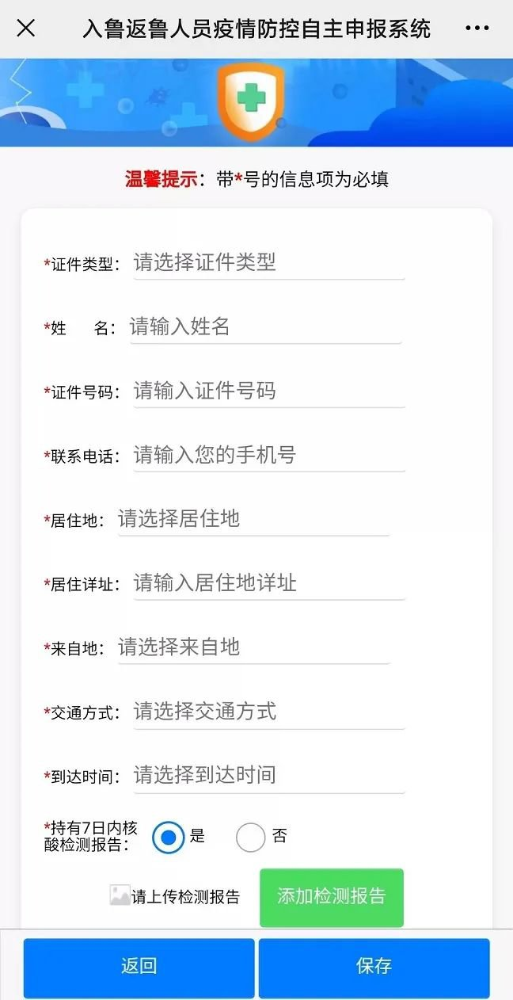 入鲁返鲁人员疫情防控自主申报系统
温馨提示：带*号的信息项为必填
*证件类型： 请选择证件类型
*姓 名： 请输入姓名
*证件号码： 请输入证件号码
*联系电话： 请输入您的手机号
*居住地： 请选择居住地
*居住详址： 请输入居住地详址
*来自地： 请选择来自地
*交通方式： 请选择交通方式
*到达时间： 请选择到达时间
*持有7日内核
酸检测报告： 是 否
请上传检测报告 添加检测报告
返回 保存